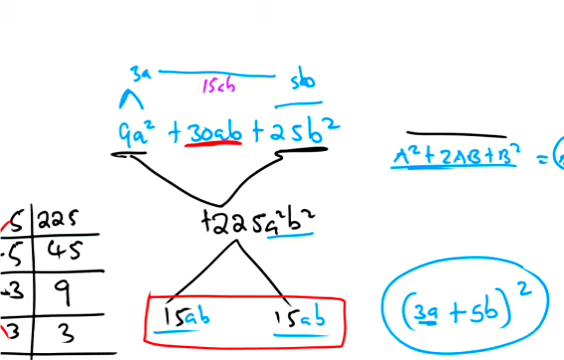 3a 5b
15ab
9a² + 30ab + 25b²
A² + 2AB + B² =
+225a²b²
5 | 225
5 | 45
3 | 9
3 | 3
15ab 15ab
(3a + 5b)²